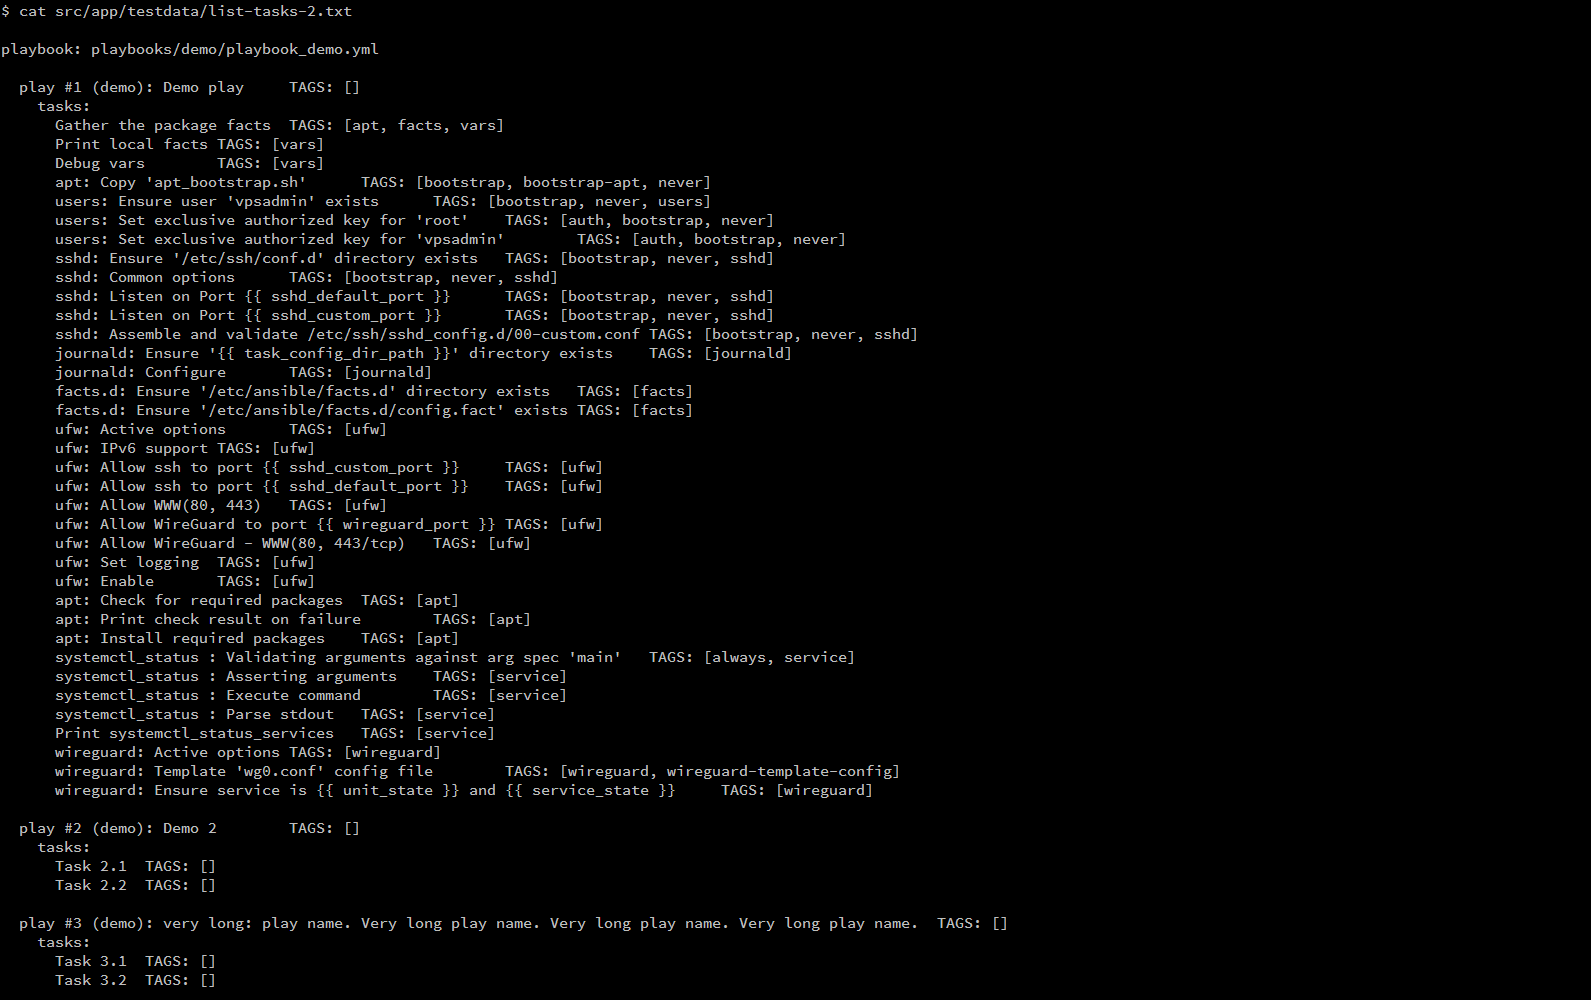 $ cat src/app/testdata/list-tasks-2.txt
playbook: playbooks/demo/playbook_demo.yml
play #1 (demo): Demo play     TAGS: []
tasks:
Gather the package facts  TAGS: [apt, facts, vars]
Print local facts TAGS: [vars]
Debug vars        TAGS: [vars]
apt: Copy 'apt_bootstrap.sh'      TAGS: [bootstrap, bootstrap-apt, never]
users: Ensure user 'vpsadmin' exists      TAGS: [bootstrap, never, users]
users: Set exclusive authorized key for 'root'    TAGS: [auth, bootstrap, never]
users: Set exclusive authorized key for 'vpsadmin'        TAGS: [auth, bootstrap, never]
sshd: Ensure '/etc/ssh/conf.d' directory exists   TAGS: [bootstrap, never, sshd]
sshd: Common options      TAGS: [bootstrap, never, sshd]
sshd: Listen on Port {{ sshd_default_port }}      TAGS: [bootstrap, never, sshd]
sshd: Listen on Port {{ sshd_custom_port }}       TAGS: [bootstrap, never, sshd]
sshd: Assemble and validate /etc/ssh/sshd_config.d/00-custom.conf TAGS: [bootstrap, never, sshd]
journald: Ensure '{{ task_config_dir_path }}' directory exists    TAGS: [journald]
journald: Configure       TAGS: [journald]
facts.d: Ensure '/etc/ansible/facts.d' directory exists   TAGS: [facts]
facts.d: Ensure '/etc/ansible/facts.d/config.fact' exists TAGS: [facts]
ufw: Active options       TAGS: [ufw]
ufw: IPv6 support TAGS: [ufw]
ufw: Allow ssh to port {{ sshd_custom_port }}     TAGS: [ufw]
ufw: Allow ssh to port {{ sshd_default_port }}    TAGS: [ufw]
ufw: Allow WWW(80, 443)   TAGS: [ufw]
ufw: Allow WireGuard to port {{ wireguard_port }} TAGS: [ufw]
ufw: Allow WireGuard - WWW(80, 443/tcp)   TAGS: [ufw]
ufw: Set logging  TAGS: [ufw]
ufw: Enable       TAGS: [ufw]
apt: Check for required packages  TAGS: [apt]
apt: Print check result on failure        TAGS: [apt]
apt: Install required packages    TAGS: [apt]
systemctl_status : Validating arguments against arg spec 'main'   TAGS: [always, service]
systemctl_status : Asserting arguments    TAGS: [service]
systemctl_status : Execute command        TAGS: [service]
systemctl_status : Parse stdout   TAGS: [service]
Print systemctl_status_services   TAGS: [service]
wireguard: Active options TAGS: [wireguard]
wireguard: Template 'wg0.conf' config file        TAGS: [wireguard, wireguard-template-config]
wireguard: Ensure service is {{ unit_state }} and {{ service_state }}     TAGS: [wireguard]
play #2 (demo): Demo 2        TAGS: []
tasks:
Task 2.1  TAGS: []
Task 2.2  TAGS: []
play #3 (demo): very long: play name. Very long play name. Very long play name. Very long play name.  TAGS: []
tasks:
Task 3.1  TAGS: []
Task 3.2  TAGS: []